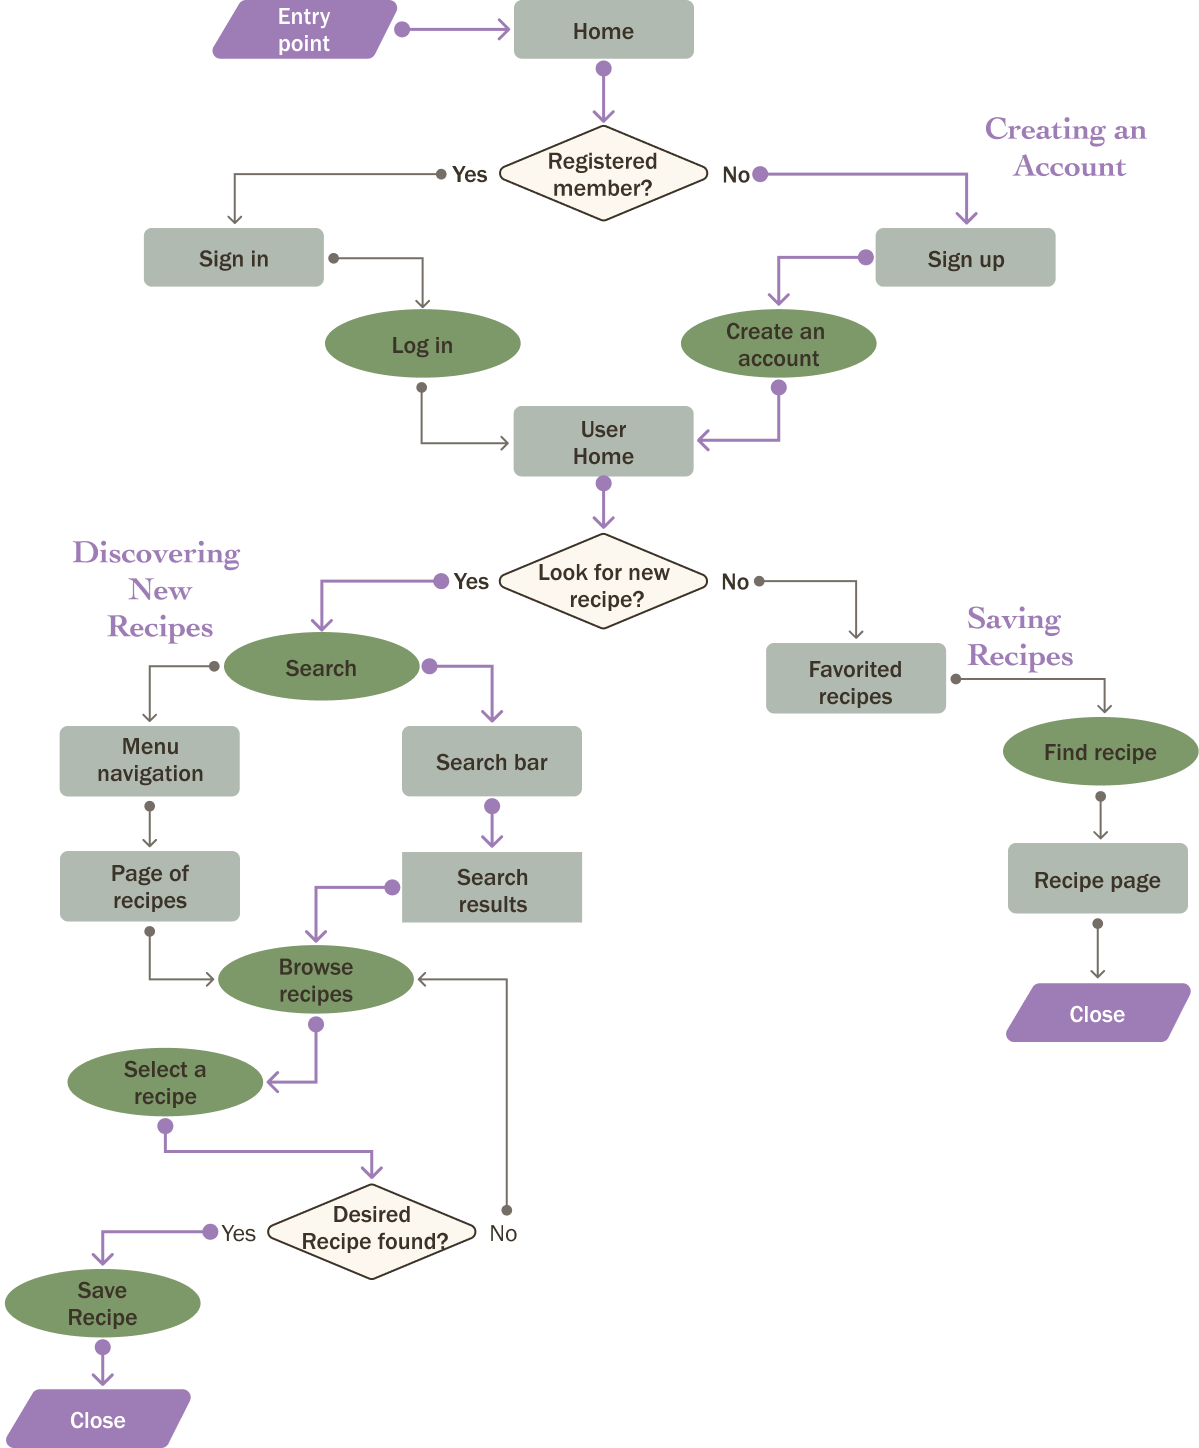 Entry
point
Home
Creating an
Account
Registered
member?
Yes
No
Sign in
Sign up
Log in
Create an
account
User
Home
Discovering
New
Recipes
Look for new
recipe?
Yes
No
Saving
Recipes
Search
Favorited
recipes
Menu
navigation
Search bar
Find recipe
Page of
recipes
Search
results
Recipe page
Browse
recipes
Close
Select a
recipe
Desired
Recipe found?
Yes
No
Save
Recipe
Close